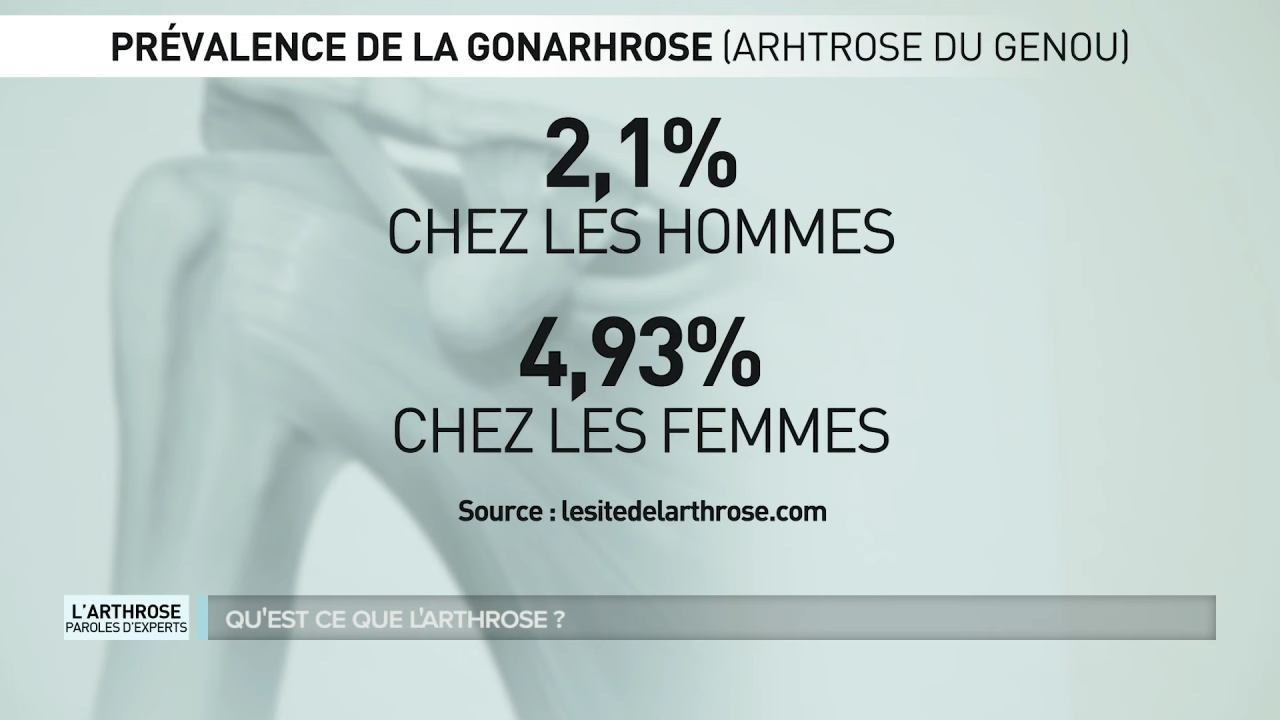 PRÉVALENCE DE LA GONARHROSE (ARHTROSE DU GENOU)
2,1%
CHEZ LES HOMMES
4,93%
CHEZ LES FEMMES
Source : lesitedelarthrose.com
L'ARTHROSE
PAROLES D'EXPERTS
QU'EST CE QUE L'ARTHROSE ?